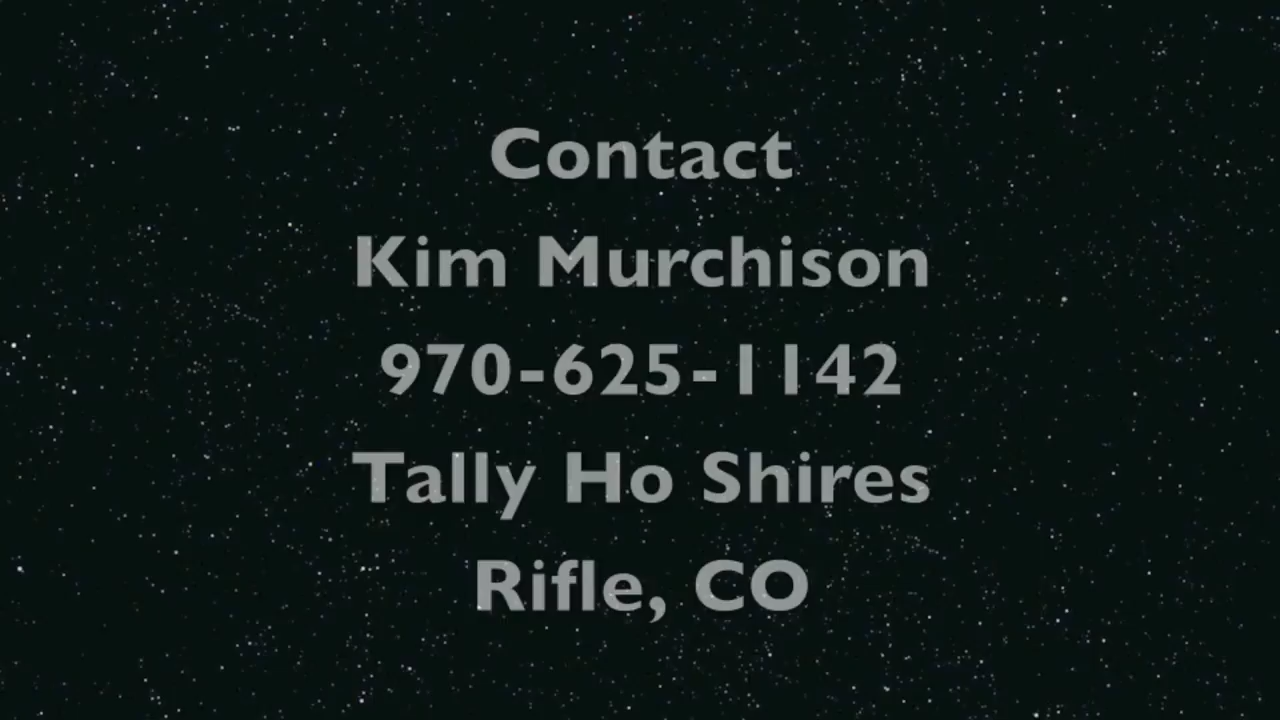 Contact
Kim Murchison
970-625-1142
Tally Ho Shires
Rifle, CO